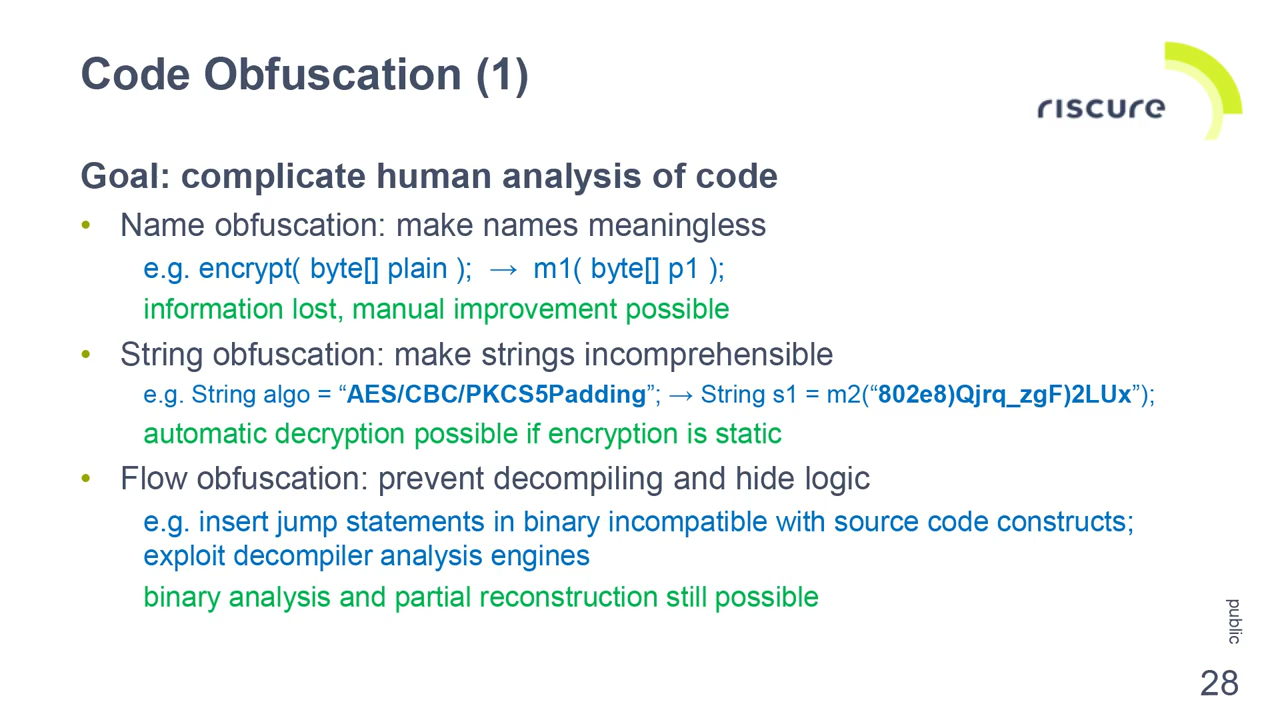 Code Obfuscation (1)
riscure
Goal: complicate human analysis of code
• Name obfuscation: make names meaningless
e.g. encrypt( byte[] plain ); → m1( byte[] p1 );
information lost, manual improvement possible
• String obfuscation: make strings incomprehensible
e.g. String algo = “AES/CBC/PKCS5Padding”; → String s1 = m2(“802e8)Qjrq_zgF)2LUx”);
automatic decryption possible if encryption is static
• Flow obfuscation: prevent decompiling and hide logic
e.g. insert jump statements in binary incompatible with source code constructs;
exploit decompiler analysis engines
binary analysis and partial reconstruction still possible
public
28